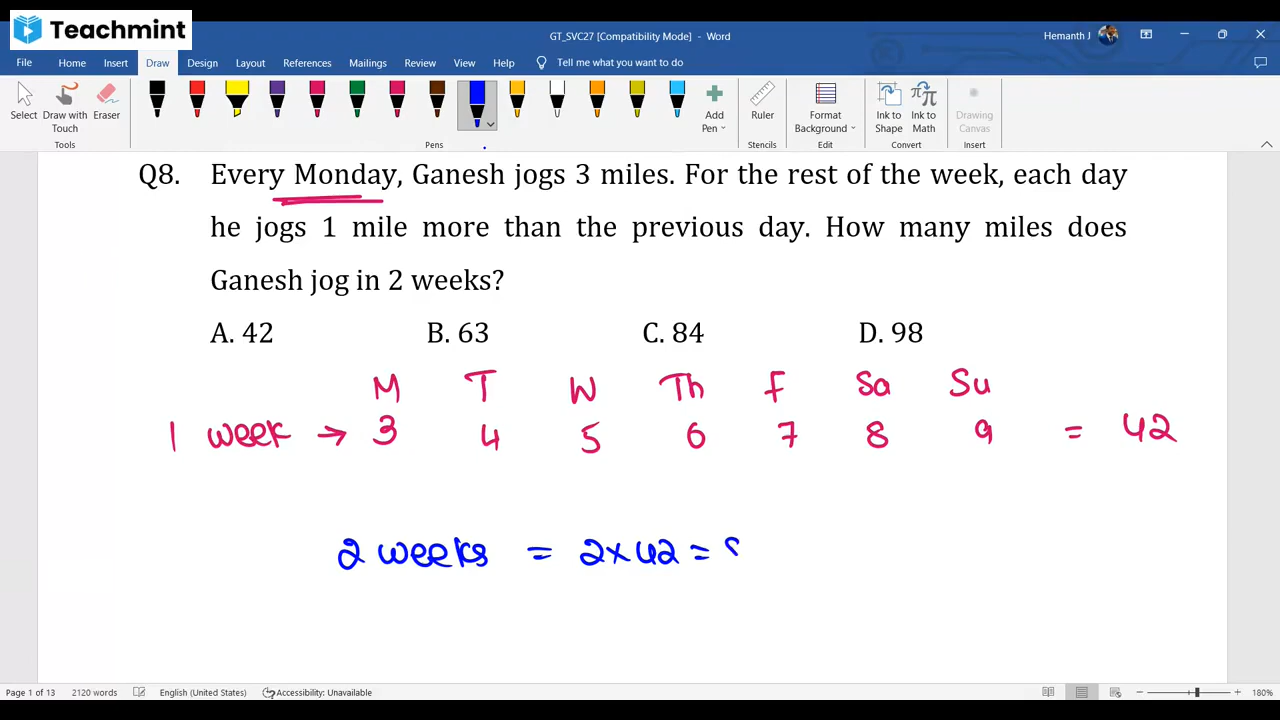 Teachmint
GT_SVC27 [Compatibility Mode] - Word
Hemanth J
File Home Insert Draw Design Layout References Mailings Review View Help Tell me what you want to do
Select Draw with Touch Eraser Add Pen Ruler Format Background Ink to Shape Ink to Math Drawing Canvas
Tools Pens Stencils Edit Convert Insert
Q8. Every Monday, Ganesh jogs 3 miles. For the rest of the week, each day
he jogs 1 mile more than the previous day. How many miles does
Ganesh jog in 2 weeks?
A. 42 B. 63 C. 84 D. 98
M T W Th F Sa Su
1 week → 3 4 5 6 7 8 9 = 42
2 weeks = 2×42 =
Page 1 of 13 2120 words English (United States) Accessibility: Unavailable 180%